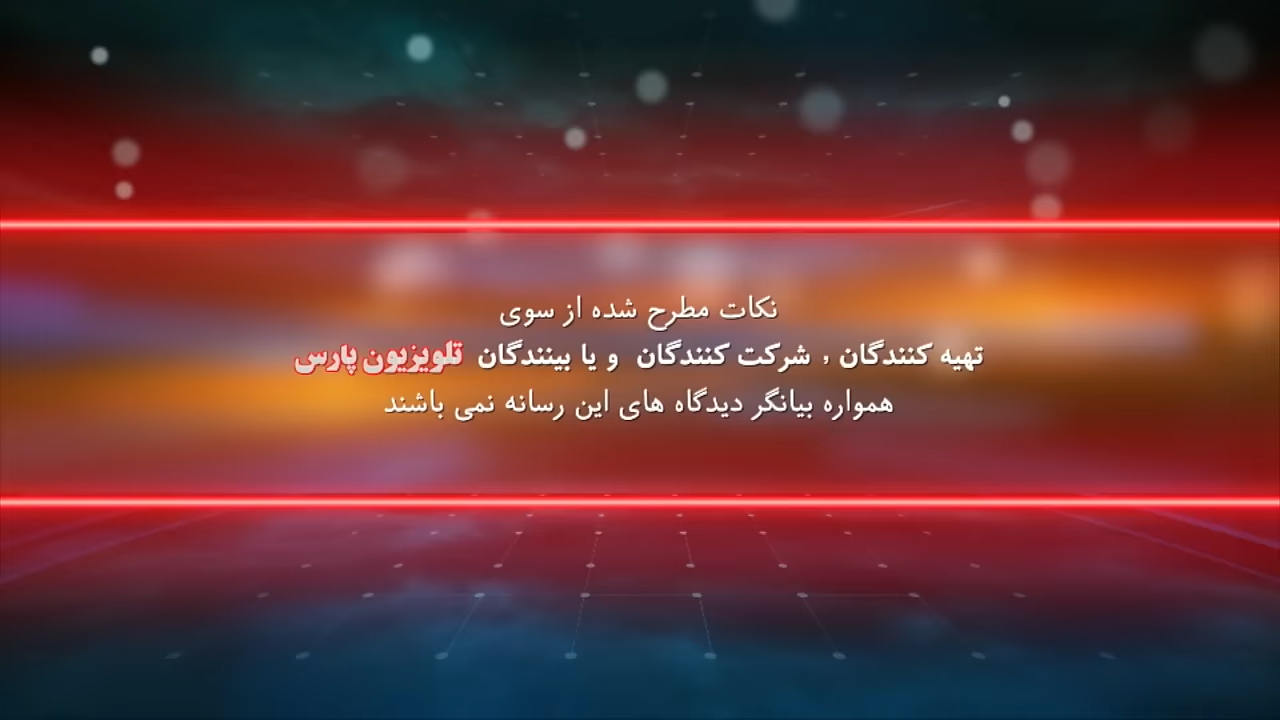 نکات مطرح شده از سوی
تهیه کنندگان , شرکت کنندگان و یا بینندگان تلویزیون پارس
همواره بیانگر دیدگاه های این رسانه نمی باشند